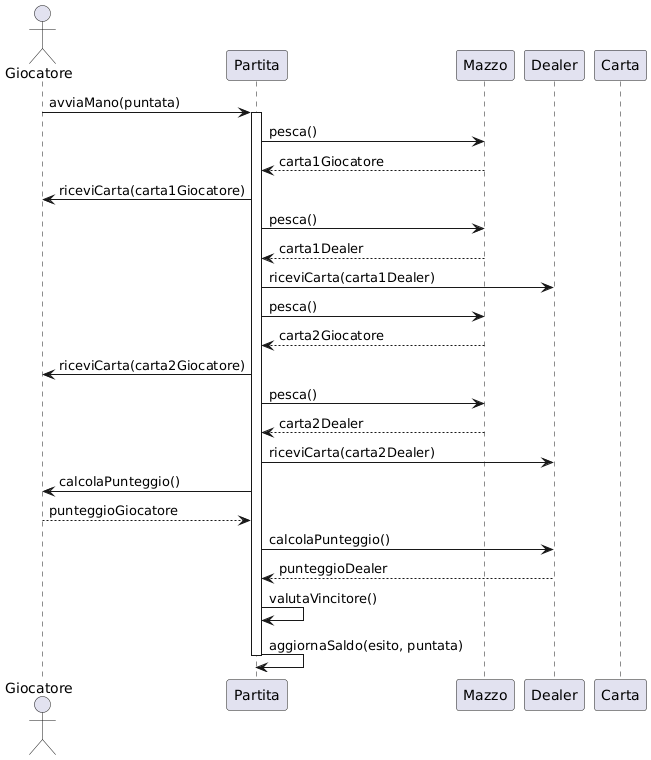 Giocatore
Partita
Mazzo
Dealer
Carta
avviaMano(puntata)
pesca()
carta1Giocatore
riceviCarta(carta1Giocatore)
pesca()
carta1Dealer
riceviCarta(carta1Dealer)
pesca()
carta2Giocatore
riceviCarta(carta2Giocatore)
pesca()
carta2Dealer
riceviCarta(carta2Dealer)
calcolaPunteggio()
punteggioGiocatore
calcolaPunteggio()
punteggioDealer
valutaVincitore()
aggiornaSaldo(esito, puntata)
Giocatore
Partita
Mazzo
Dealer
Carta